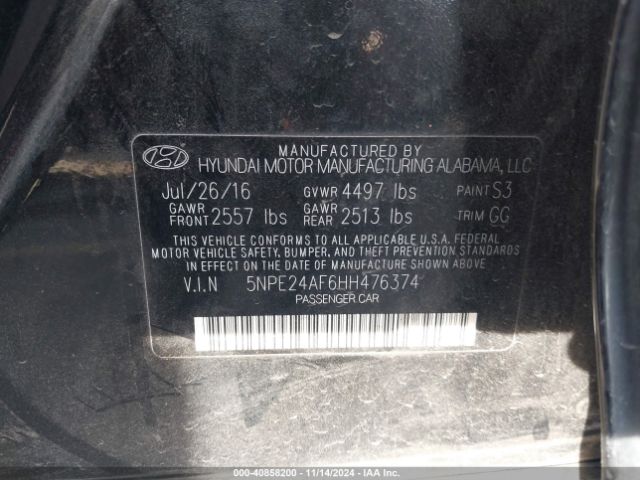 MANUFACTURED BY
HYUNDAI MOTOR MANUFACTURING ALABAMA, LLC
Jul/26/16 GVWR 4497 lbs PAINT S3
GAWR FRONT 2557 lbs GAWR REAR 2513 lbs TRIM GG
THIS VEHICLE CONFORMS TO ALL APPLICABLE U.S.A. FEDERAL
MOTOR VEHICLE SAFETY, BUMPER, AND THEFT PREVENTION STANDARDS
IN EFFECT ON THE DATE OF MANUFACTURE SHOWN ABOVE.
V.I.N 5NPE24AF6HH476374
PASSENGER CAR
000-40858200 - 11/14/2024 - IAA Inc.